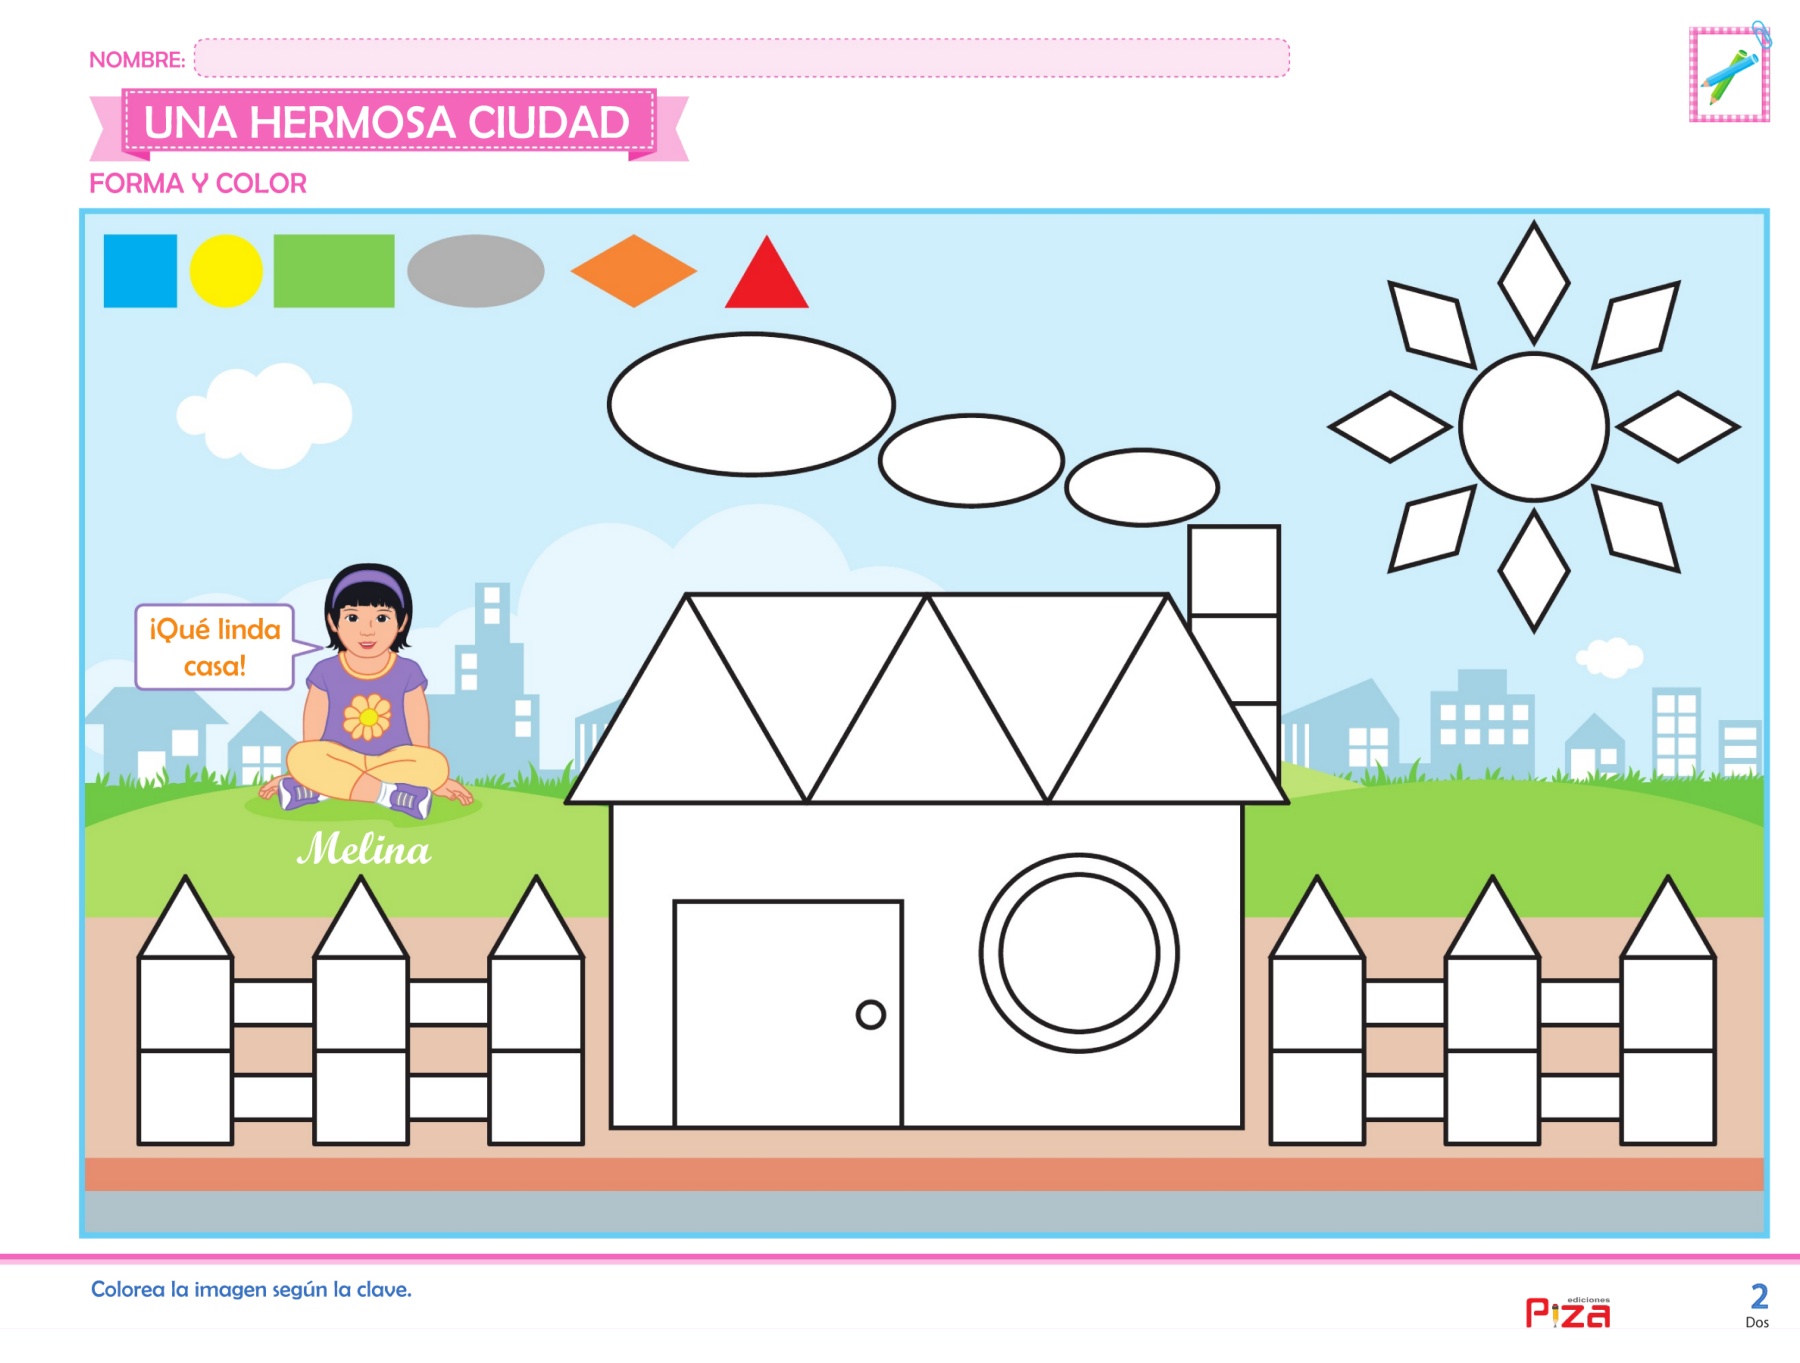 NOMBRE:
UNA HERMOSA CIUDAD
FORMA Y COLOR
¡Qué linda
casa!
Melina
Colorea la imagen según la clave.
ediciones
Piza
2
Dos